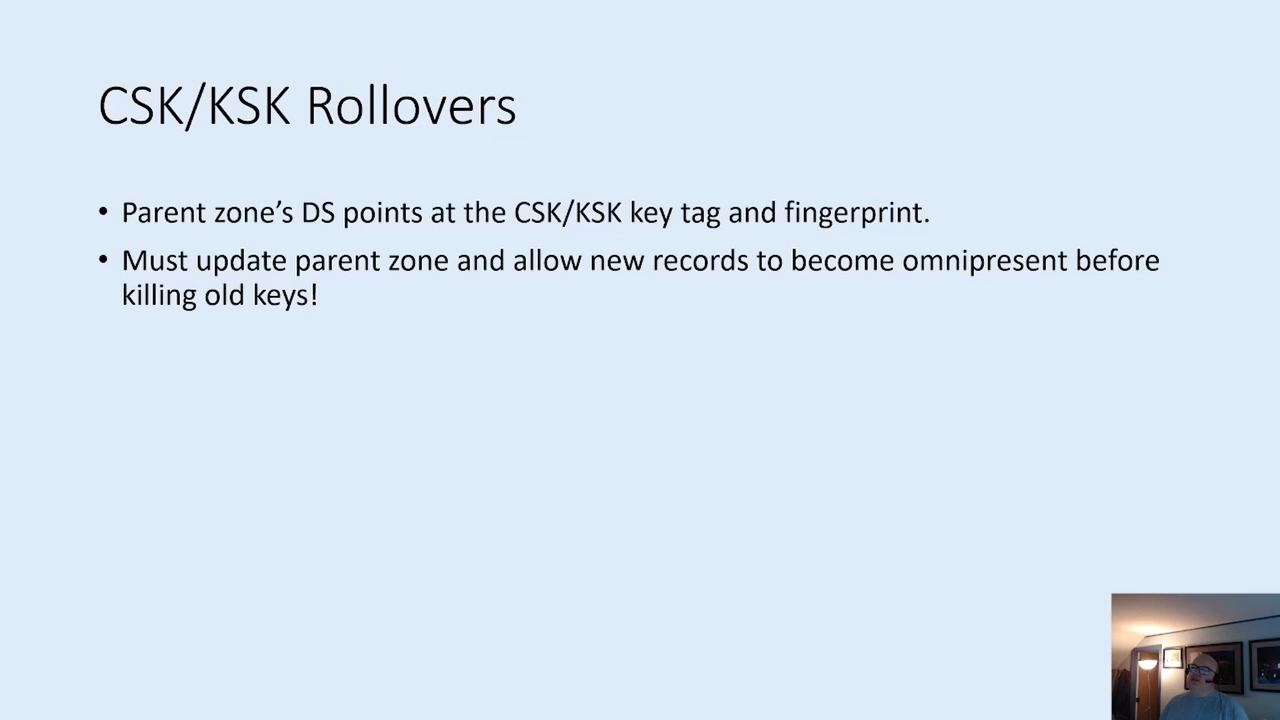 CSK/KSK Rollovers
• Parent zone’s DS points at the CSK/KSK key tag and fingerprint.
• Must update parent zone and allow new records to become omnipresent before
killing old keys!